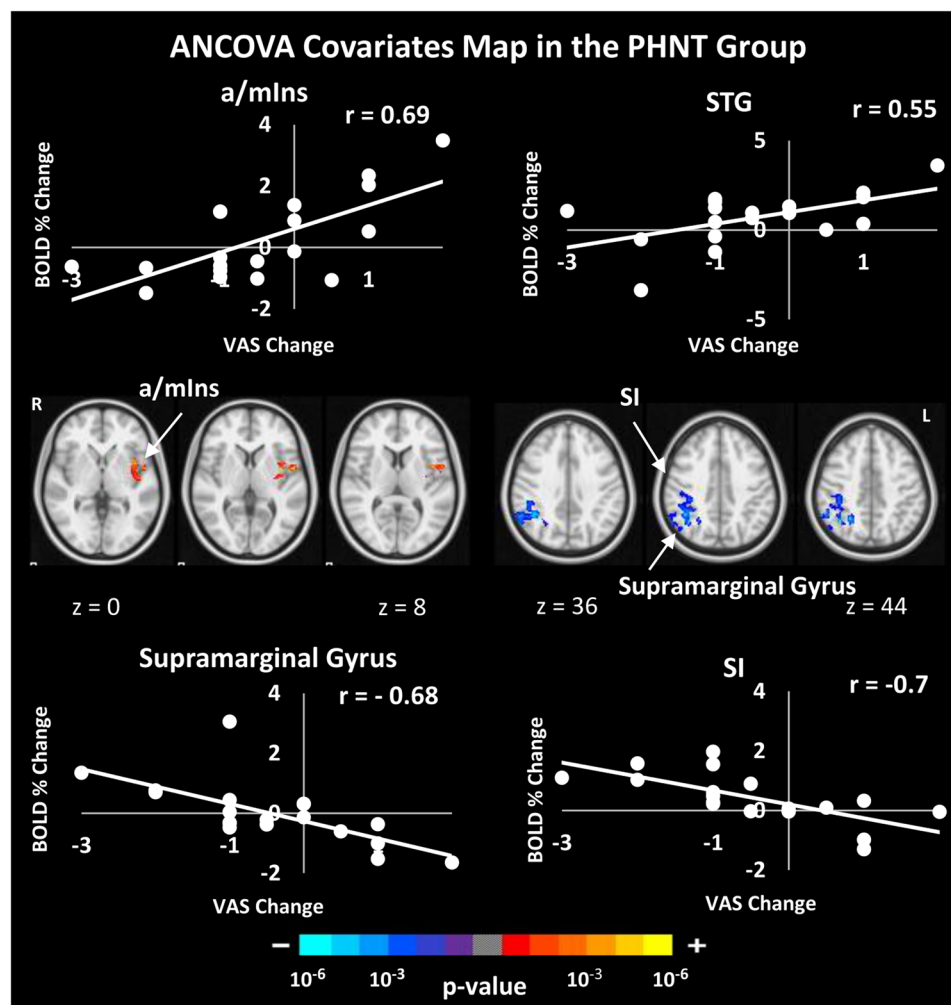 ANCOVA Covariates Map in the PHNT Group
a/mIns
r = 0.69
BOLD % Change
4
2
0
-2
-3
-1
1
VAS Change
STG
r = 0.55
BOLD % Change
5
0
-5
-3
-1
1
VAS Change
R
a/mIns
SI
L
Supramarginal Gyrus
z = 0
z = 8
z = 36
z = 44
Supramarginal Gyrus
r = - 0.68
BOLD % Change
4
2
0
-2
-3
-1
VAS Change
SI
r = -0.7
BOLD % Change
4
2
0
-2
-3
-1
VAS Change
− +
10⁻⁶ 10⁻³ 10⁻³ 10⁻⁶
p-value